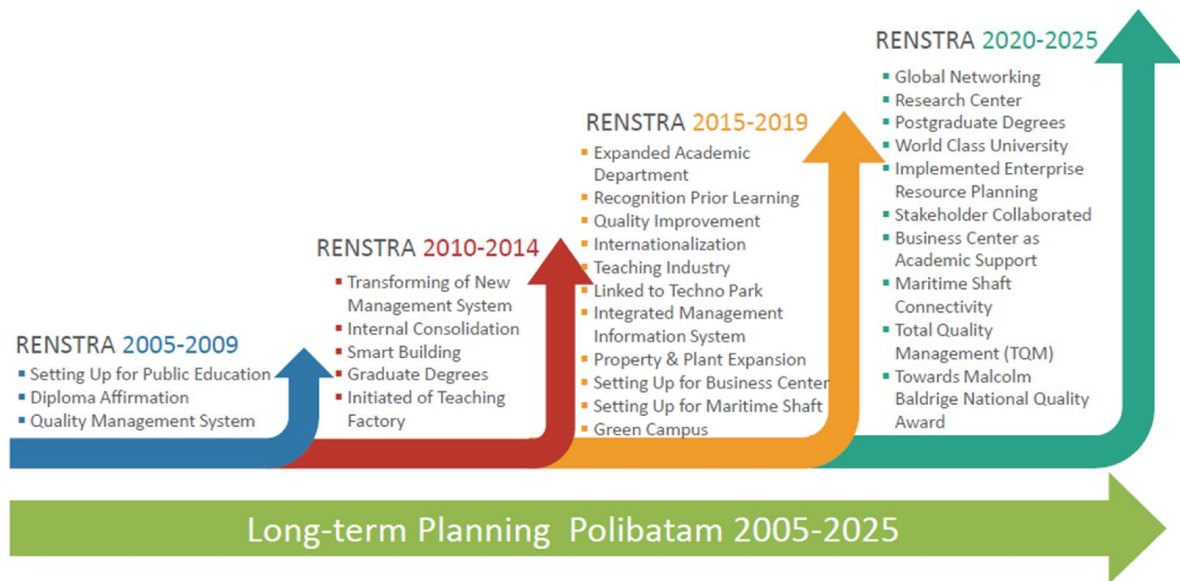 RENSTRA 2005-2009
▪ Setting Up for Public Education
▪ Diploma Affirmation
▪ Quality Management System
RENSTRA 2010-2014
▪ Transforming of New
Management System
▪ Internal Consolidation
▪ Smart Building
▪ Graduate Degrees
▪ Initiated of Teaching
Factory
RENSTRA 2015-2019
▪ Expanded Academic
Department
▪ Recognition Prior Learning
▪ Quality Improvement
▪ Internationalization
▪ Teaching Industry
▪ Linked to Techno Park
▪ Integrated Management
Information System
▪ Property & Plant Expansion
▪ Setting Up for Business Center
▪ Setting Up for Maritime Shaft
▪ Green Campus
RENSTRA 2020-2025
▪ Global Networking
▪ Research Center
▪ Postgraduate Degrees
▪ World Class University
▪ Implemented Enterprise
Resource Planning
▪ Stakeholder Collaborated
▪ Business Center as
Academic Support
▪ Maritime Shaft
Connectivity
▪ Total Quality
Management (TQM)
▪ Towards Malcolm
Baldrige National Quality
Award
Long-term Planning Polibatam 2005-2025